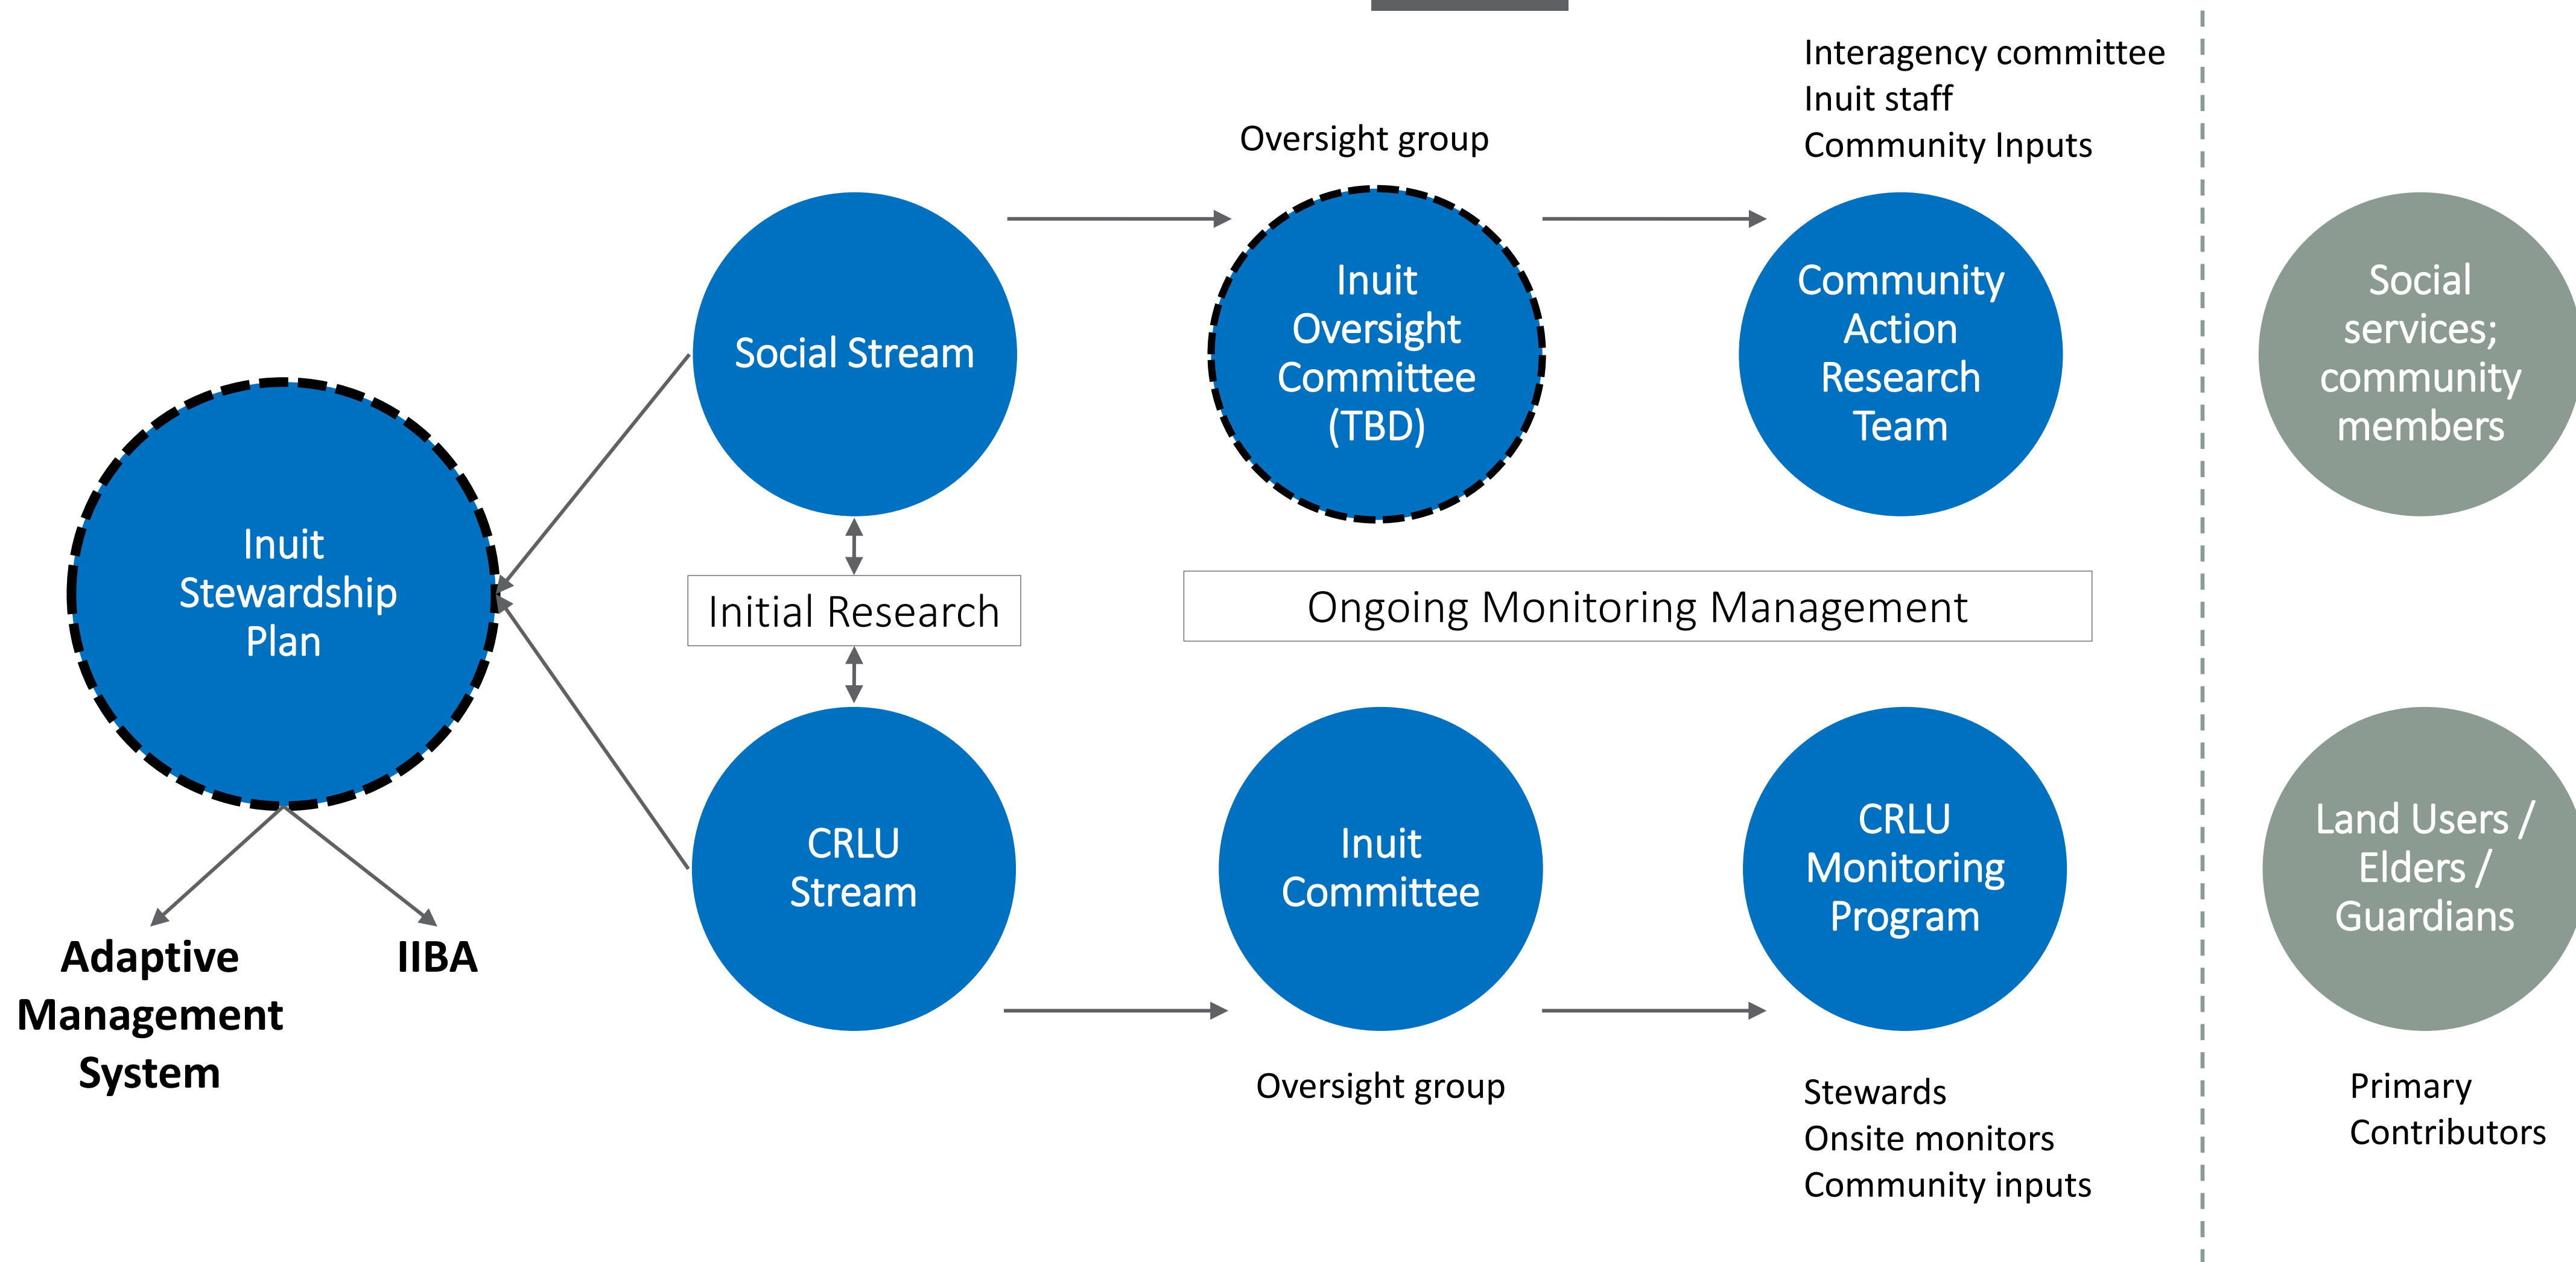 Interagency committee
Inuit staff
Community Inputs
Oversight group
Social Stream
Inuit
Oversight
Committee
(TBD)
Community
Action
Research
Team
Social
services;
community
members
Inuit
Stewardship
Plan
Initial Research
Ongoing Monitoring Management
CRLU
Stream
Inuit
Committee
CRLU
Monitoring
Program
Land Users /
Elders /
Guardians
Adaptive
Management
System
IIBA
Oversight group
Stewards
Onsite monitors
Community inputs
Primary
Contributors